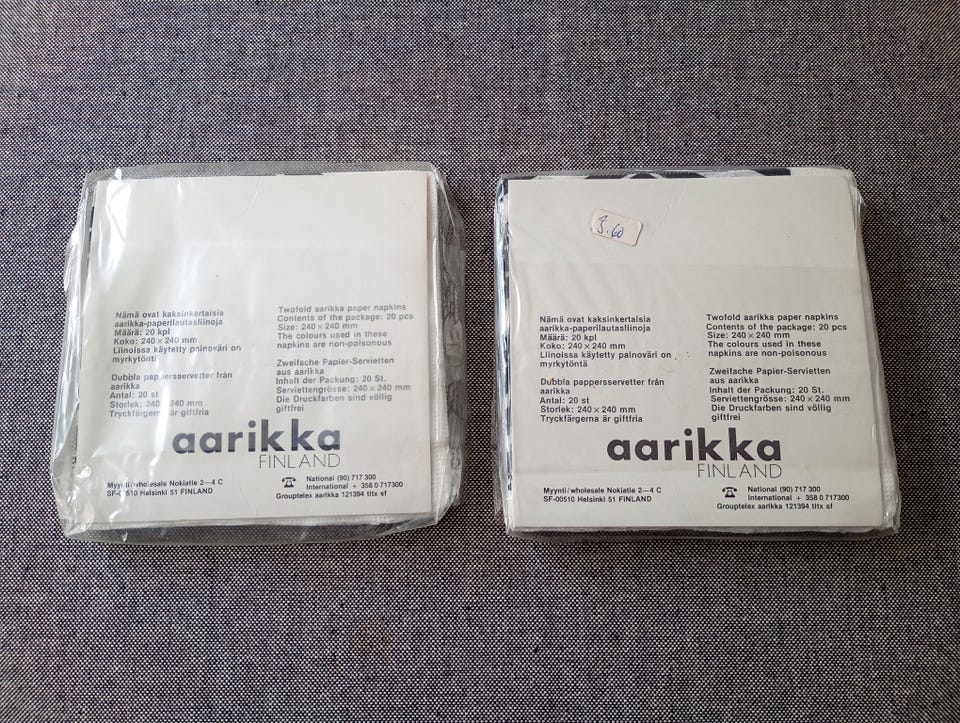 Nämä ovat kaksinkertaisia
aarikka-paperilautasliinoja
Määrä: 20 kpl
Koko: 240 × 240 mm
Liinoissa käytetty painoväri on
myrkytöntä
Dubbla pappersservetter från
aarikka
Antal: 20 st
Storlek: 240 × 240 mm
Tryckfärgerna är giftfria
Twofold aarikka paper napkins
Contents of the package: 20 pcs
Size: 240 × 240 mm
The colours used in these
napkins are non-poisonous
Zweifache Papier-Servietten
aus aarikka
Inhalt der Packung: 20 St.
Serviettengrösse: 240 × 240 mm
Die Druckfarben sind völlig
giftfrei
aarikka
FINLAND
Myynti/wholesale Nokiatie 2—4 C
SF-00510 Helsinki 51 FINLAND
National (90) 717 300
International + 358 0 717300
Grouptelex aarikka 121394 tltx sf
3.60
Nämä ovat kaksinkertaisia
aarikka-paperilautasliinoja
Määrä: 20 kpl
Koko: 240 × 240 mm
Liinoissa käytetty painoväri on
myrkytöntä
Dubbla pappersservetter från
aarikka
Antal: 20 st
Storlek: 240 × 240 mm
Tryckfärgerna är giftfria
Twofold aarikka paper napkins
Contents of the package: 20 pcs
Size: 240 × 240 mm
The colours used in these
napkins are non-poisonous
Zweifache Papier-Servietten
aus aarikka
Inhalt der Packung: 20 St.
Serviettengrösse: 240 × 240 mm
Die Druckfarben sind völlig
giftfrei
aarikka
FINLAND
Myynti/wholesale Nokiatie 2—4 C
SF-00510 Helsinki 51 FINLAND
National (90) 717 300
International + 358 0 717300
Grouptelex aarikka 121394 tltx sf